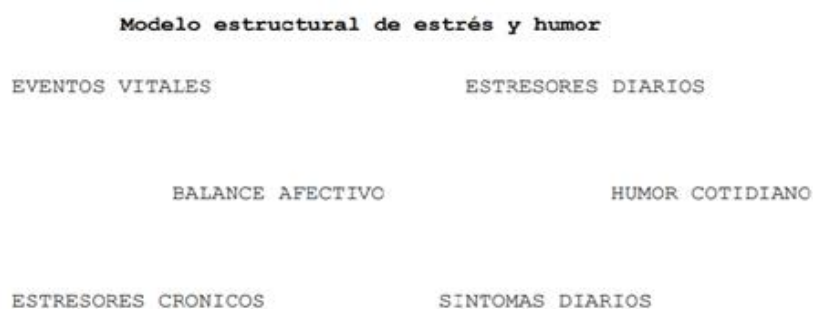 Modelo estructural de estrés y humor
EVENTOS VITALES ESTRESORES DIARIOS
BALANCE AFECTIVO HUMOR COTIDIANO
ESTRESORES CRONICOS SINTOMAS DIARIOS